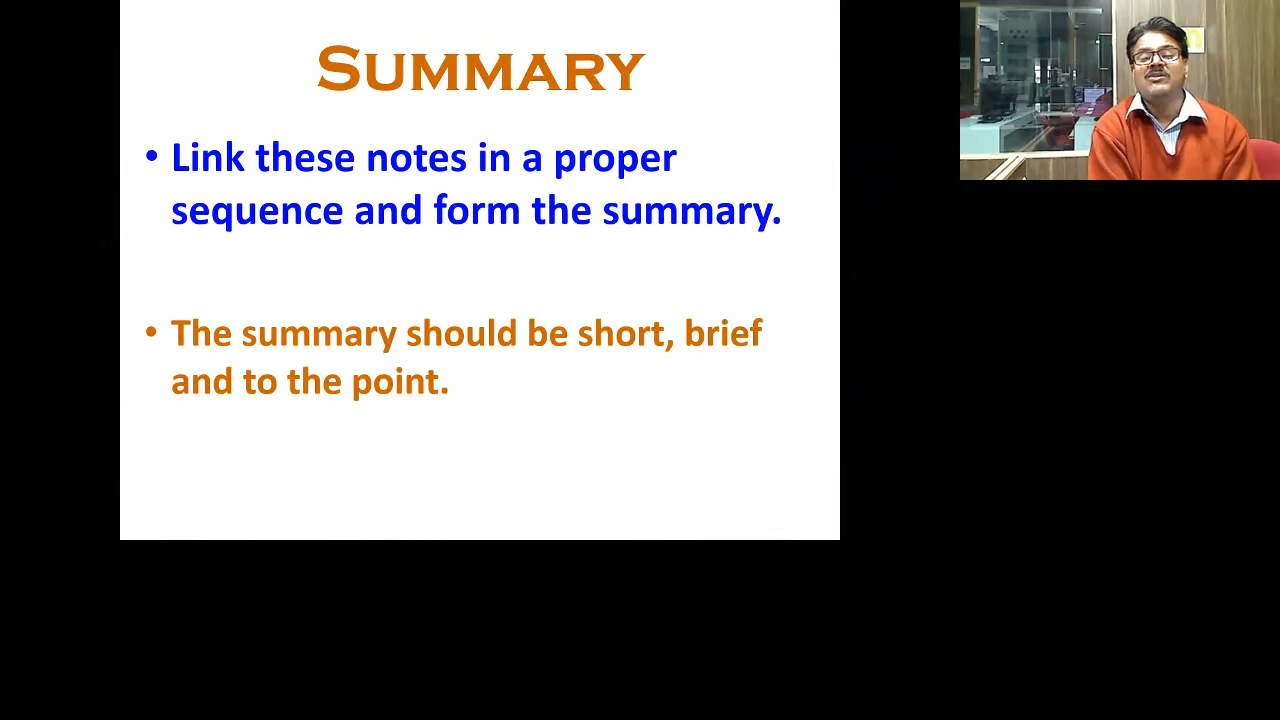 SUMMARY
• Link these notes in a proper
sequence and form the summary.
• The summary should be short, brief
and to the point.